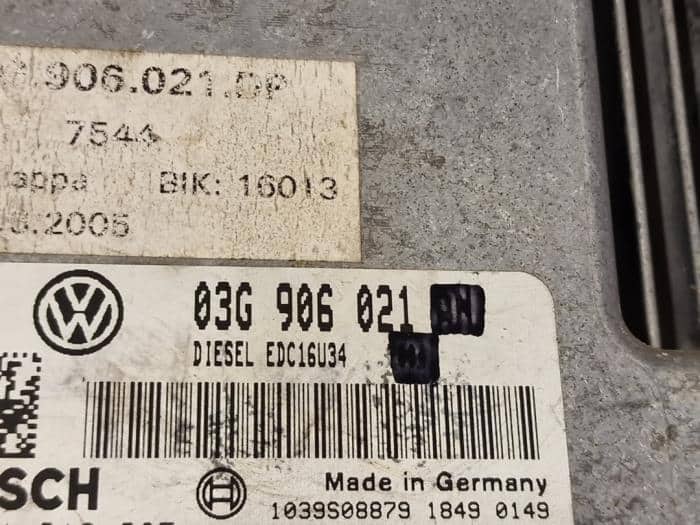 .906.021.DP
7544
appa BIK: 16013
.2005
03G 906 021
DIESEL EDC16U34
SCH
Made in Germany
1039S08879 1849 0149